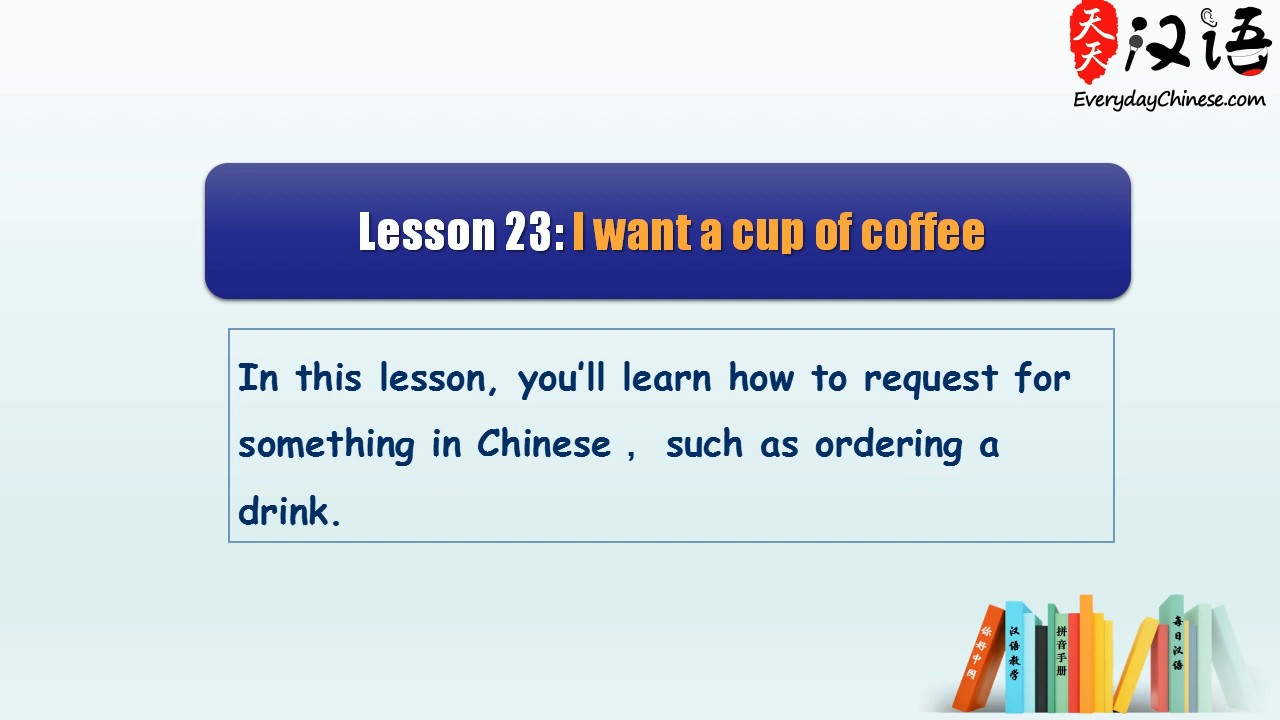 天天 汉语
EverydayChinese.com
Lesson 23: I want a cup of coffee
In this lesson, you’ll learn how to request for
something in Chinese， such as ordering a
drink.
你好中网
汉语教学
拼音手册
每日汉语